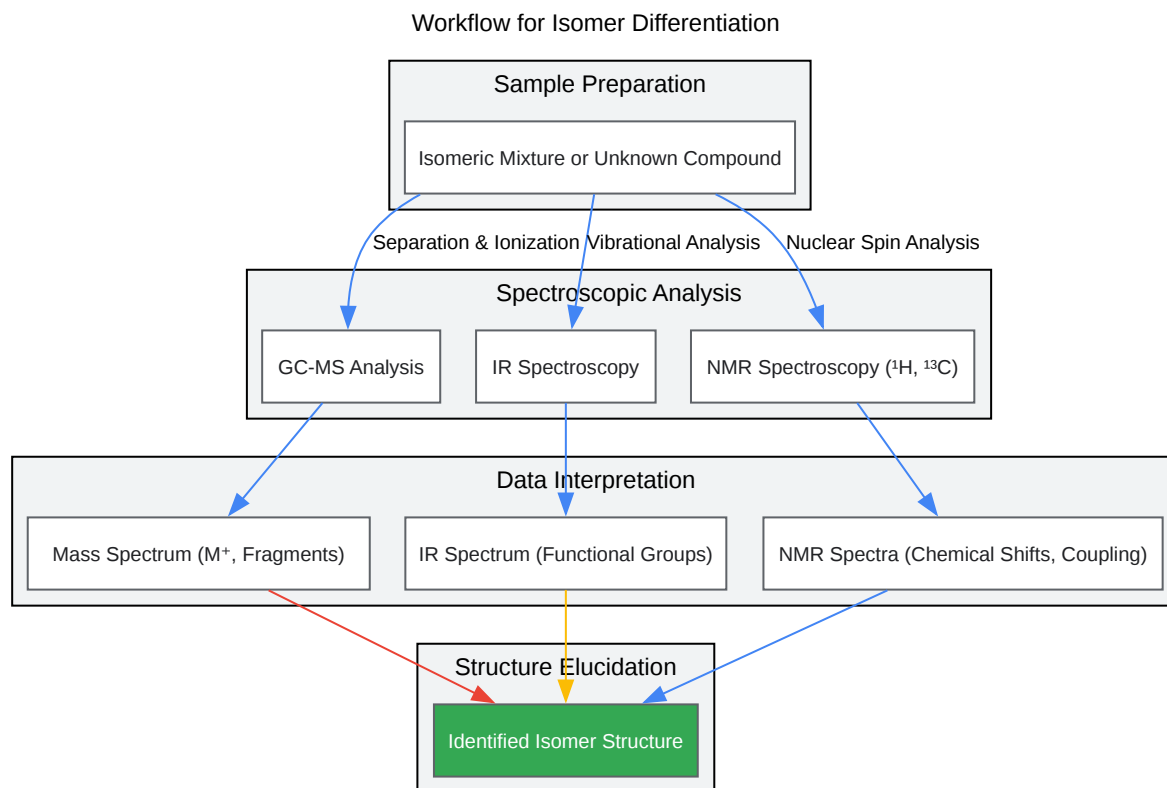 Workflow for Isomer Differentiation
Sample Preparation
Isomeric Mixture or Unknown Compound
Separation & Ionization
Vibrational Analysis
Nuclear Spin Analysis
Spectroscopic Analysis
GC-MS Analysis
IR Spectroscopy
NMR Spectroscopy (¹H, ¹³C)
Data Interpretation
Mass Spectrum (M⁺, Fragments)
IR Spectrum (Functional Groups)
NMR Spectra (Chemical Shifts, Coupling)
Structure Elucidation
Identified Isomer Structure